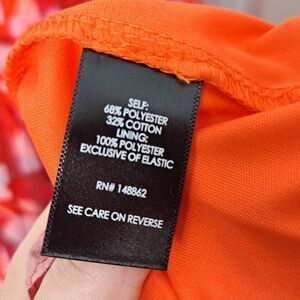 SELF:
68% POLYESTER
32% COTTON
LINING:
100% POLYESTER
EXCLUSIVE OF ELASTIC
RN# 148862
SEE CARE ON REVERSE